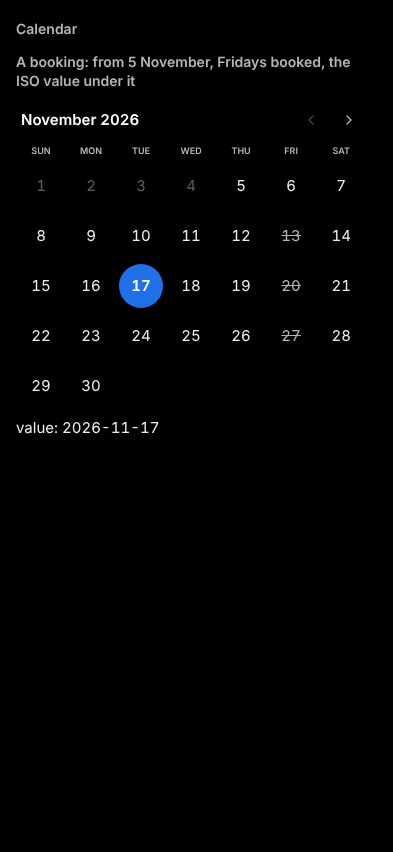 Calendar
A booking: from 5 November, Fridays booked, the
ISO value under it
November 2026
SUN MON TUE WED THU FRI SAT
1 2 3 4 5 6 7
8 9 10 11 12 13 14
15 16 17 18 19 20 21
22 23 24 25 26 27 28
29 30
value: 2026-11-17